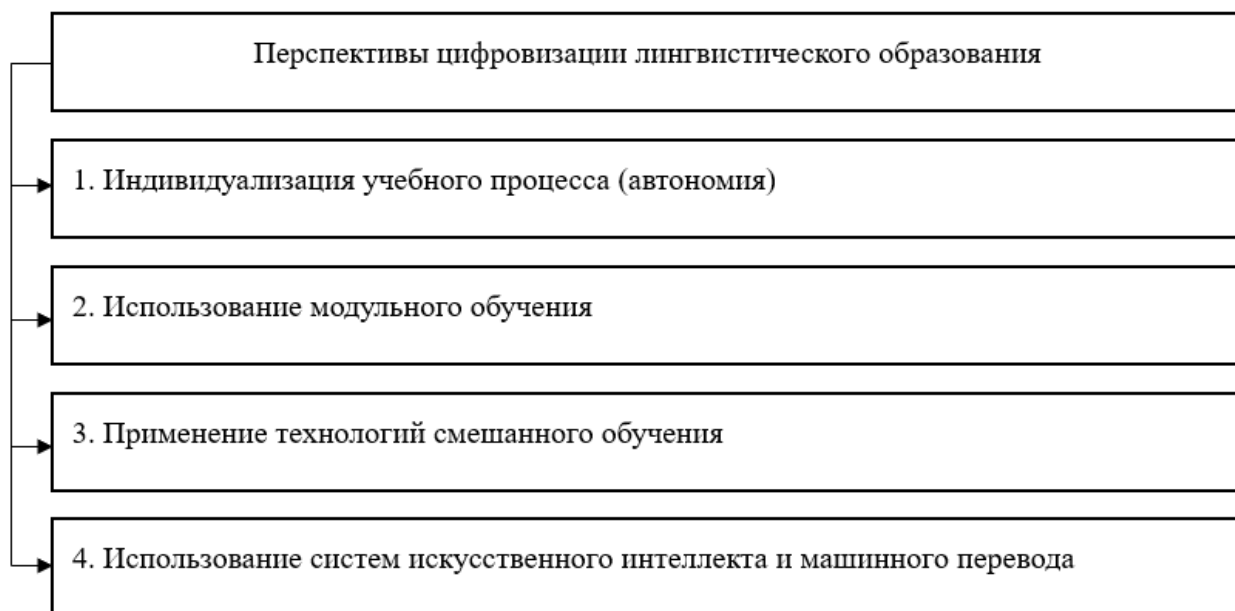 Перспективы цифровизации лингвистического образования
1. Индивидуализация учебного процесса (автономия)
2. Использование модульного обучения
3. Применение технологий смешанного обучения
4. Использование систем искусственного интеллекта и машинного перевода